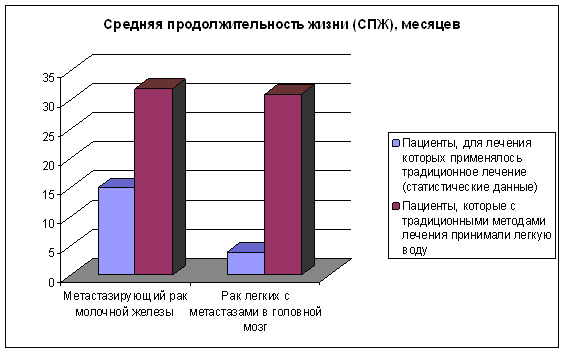 Средняя продолжительность жизни (СПЖ), месяцев
35
30
25
20
15
10
5
0
Метастазирующий рак
молочной железы
Рак легких с
метастазами в головной
мозг
Пациенты, для лечения
которых применялось
традиционное лечение
(статистические данные)
Пациенты, которые с
традиционными методами
лечения принимали легкую
воду